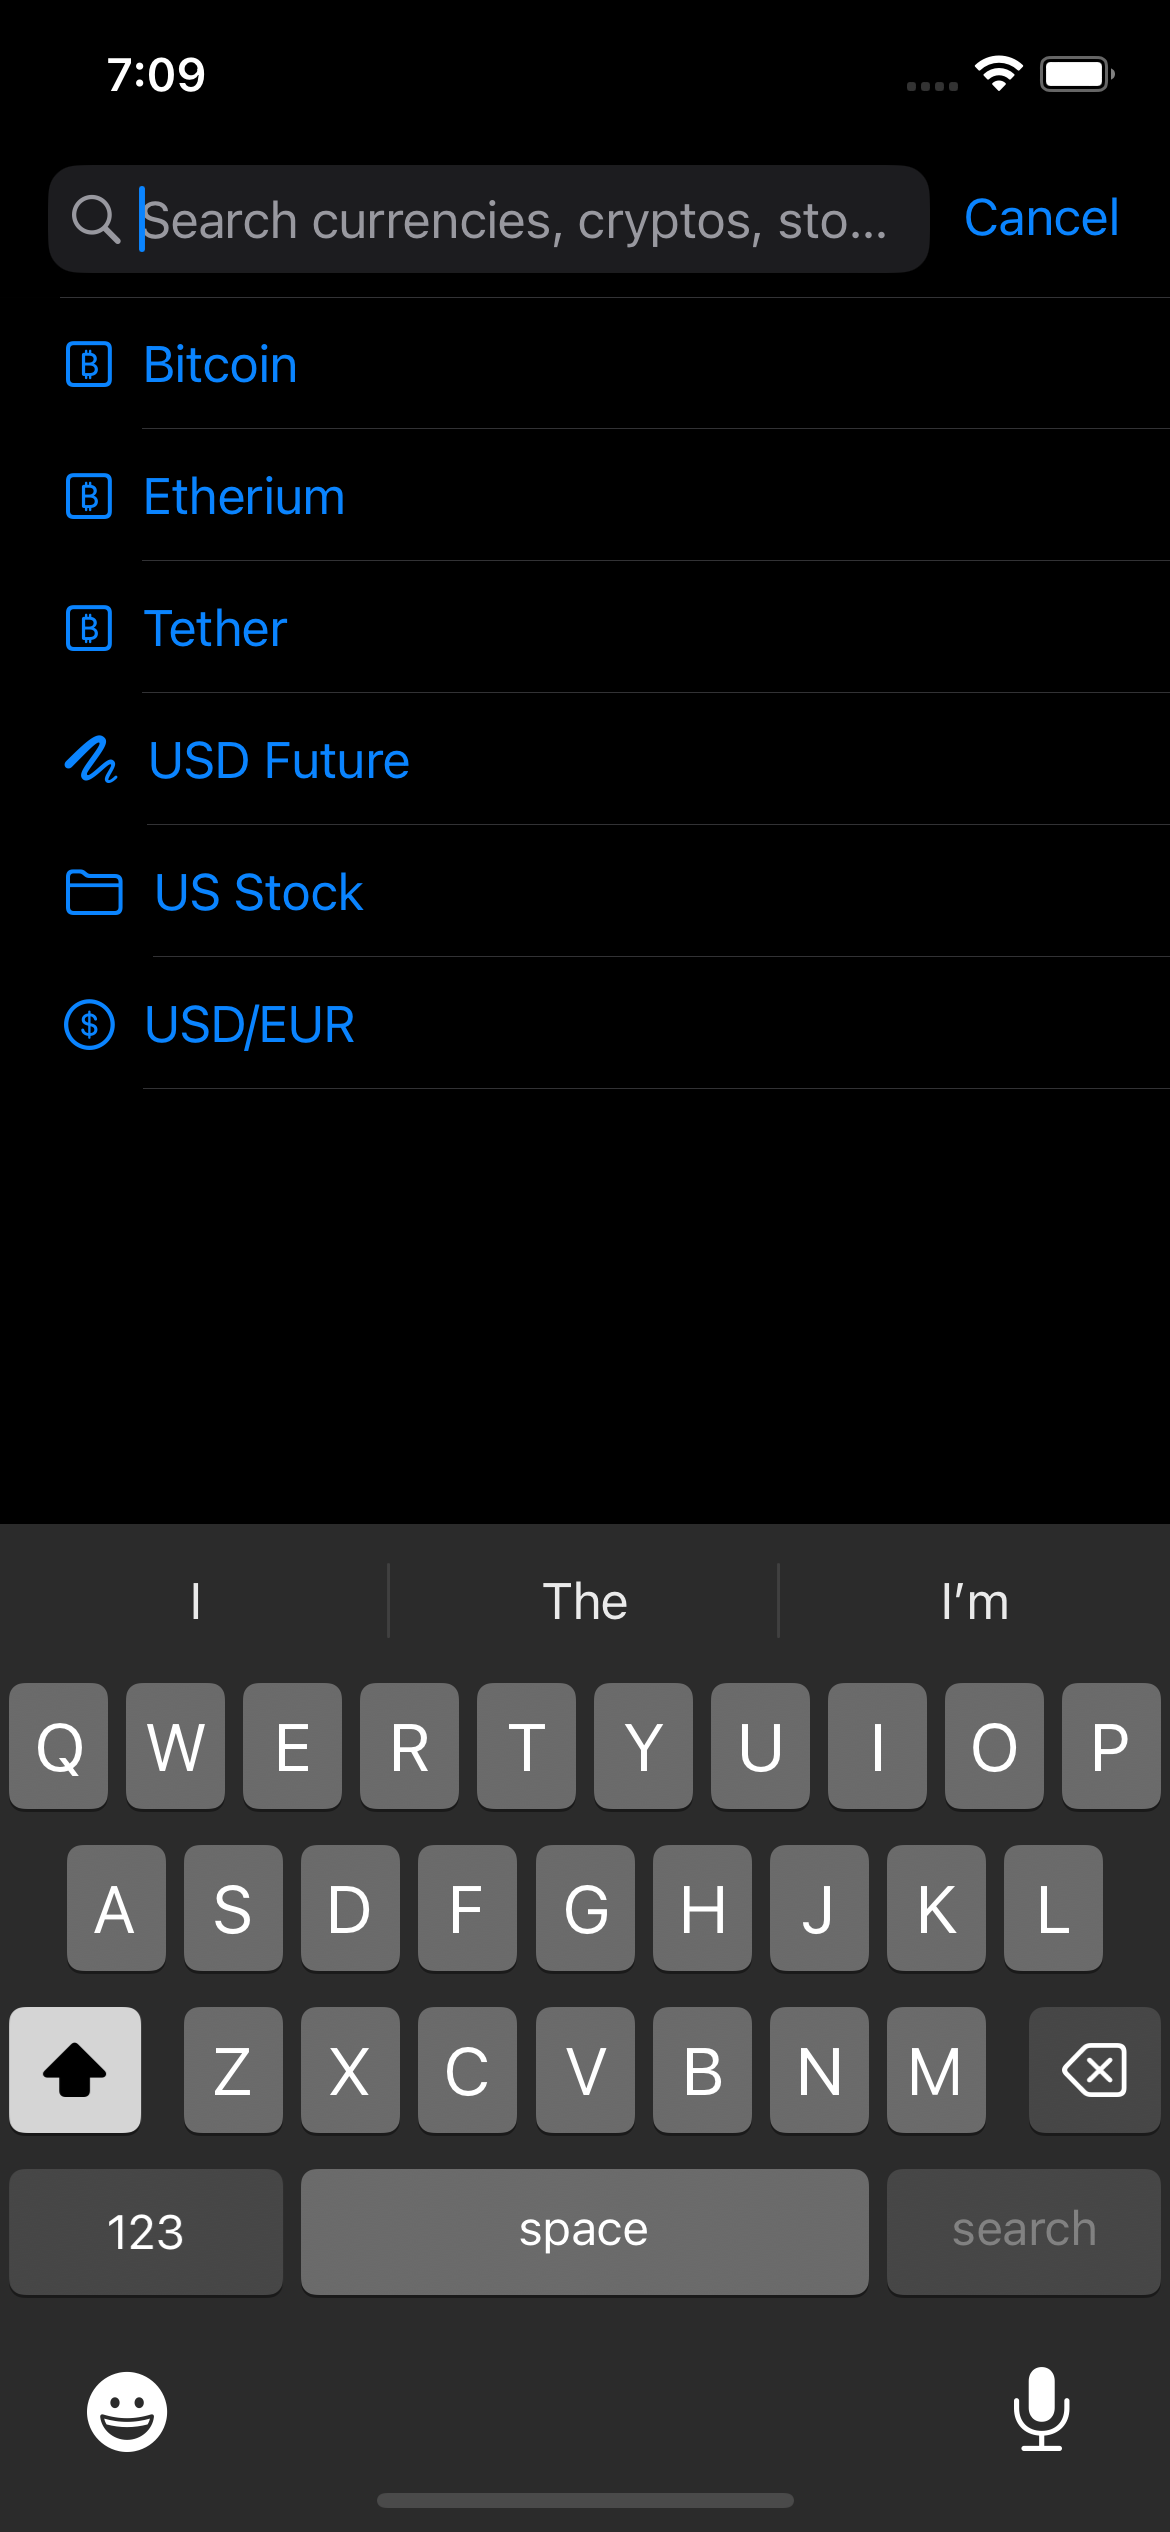 7:09
Search currencies, cryptos, sto...
Cancel
Bitcoin
Etherium
Tether
USD Future
US Stock
USD/EUR
I The I’m
Q W E R T Y U I O P
A S D F G H J K L
Z X C V B N M
123 space search